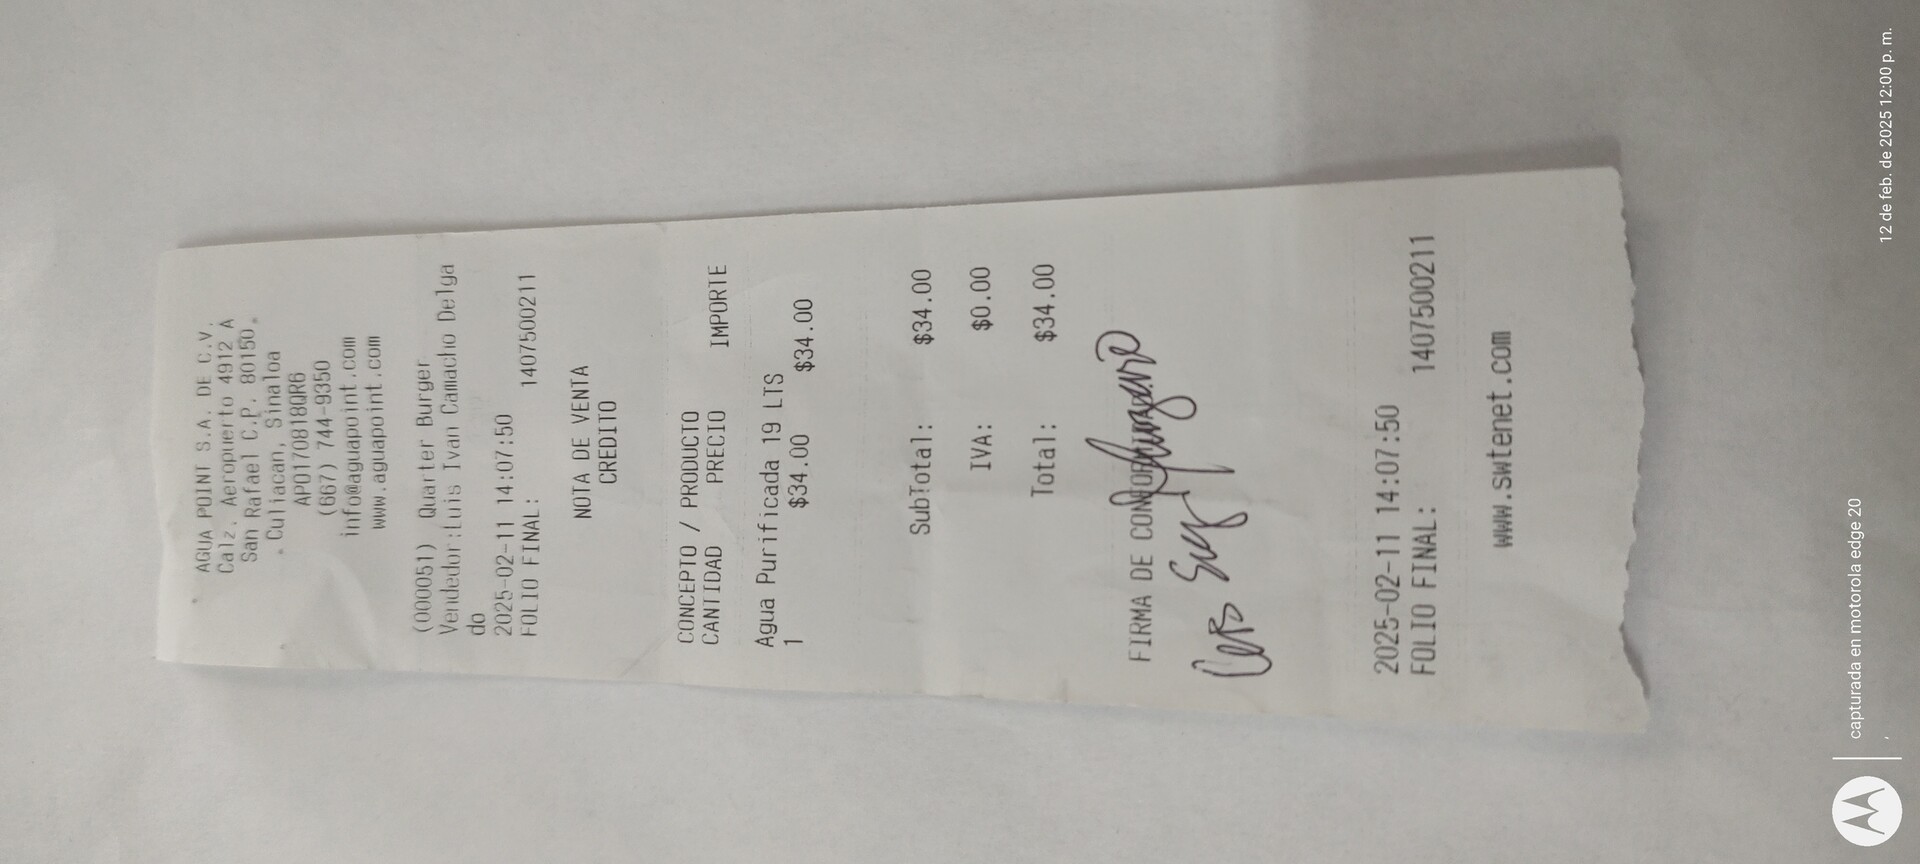 AGUA POINT S.A. DE C.V.
Calz. Aeropuerto 4912 A
San Rafael C.P. 80150.
. Culiacan, Sinaloa
APO170818QR6
(667) 744-9350
info@aguapoint.com
www.aguapoint.com
(000051) Quarter Burger
Vendedor:Luis Ivan Camacho Delga
do
2025-02-11 14:07:50
FOLIO FINAL: 1407500211
NOTA DE VENTA
CREDITO
CONCEPTO / PRODUCTO
CANTIDAD PRECIO IMPORTE
Agua Purificada 19 LTS
1 $34.00 $34.00
SubTotal: $34.00
IVA: $0.00
Total: $34.00
FIRMA DE CONFORMIDAD
2025-02-11 14:07:50
FOLIO FINAL: 1407500211
www.swtenet.com
capturada en motorola edge 20
12 de feb. de 2025 12:00 p. m.